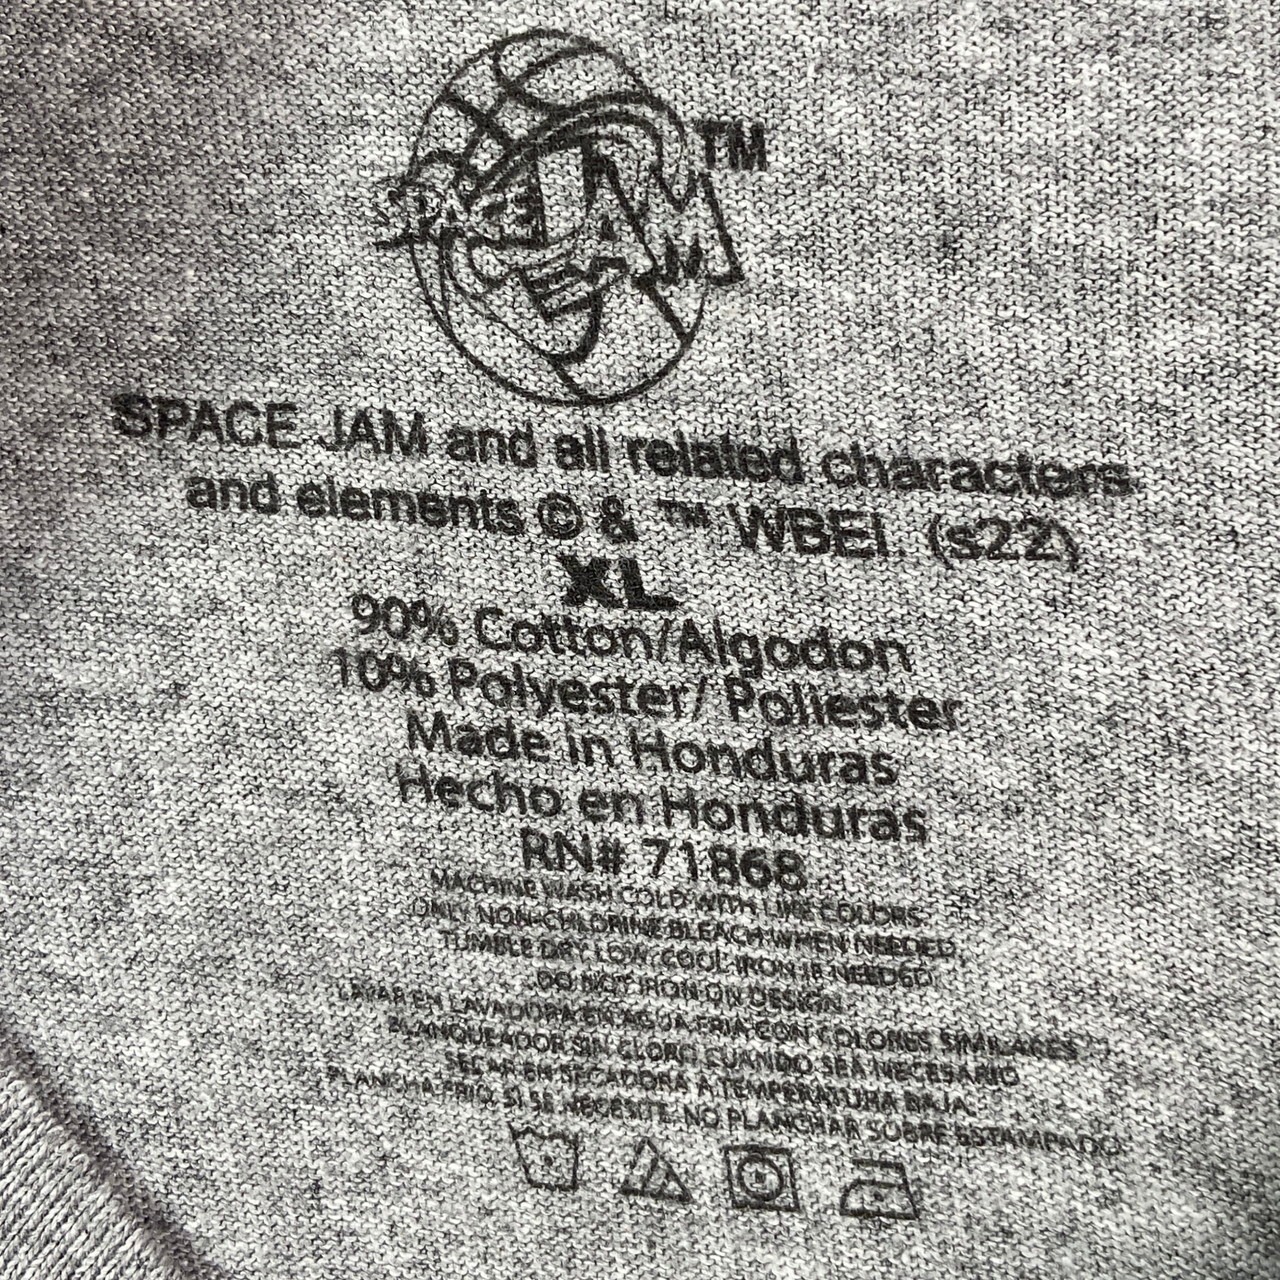 SPACE JAM TM
SPACE JAM and all related characters
and elements © & ™ WBEI. (s22)
XL
90% Cotton/Algodon
10% Polyester/ Poliester
Made in Honduras
Hecho en Honduras
RN# 71868
MACHINE WASH COLD WITH LIKE COLORS.
ONLY NON-CHLORINE BLEACH WHEN NEEDED,
TUMBLE DRY LOW. COOL IRON IF NEEDED.
DO NOT IRON ON DESIGN
LAVAR EN LAVADORA EN AGUA FRIA CON COLORES SIMILARES
BLANQUEADOR SIN CLORO CUANDO SEA NECESARIO
SECAR EN SECADORA A TEMPERATURA BAJA.
PLANCHA FRIO, SI SE NECESITE. NO PLANCHAR SOBRE ESTAMPADO